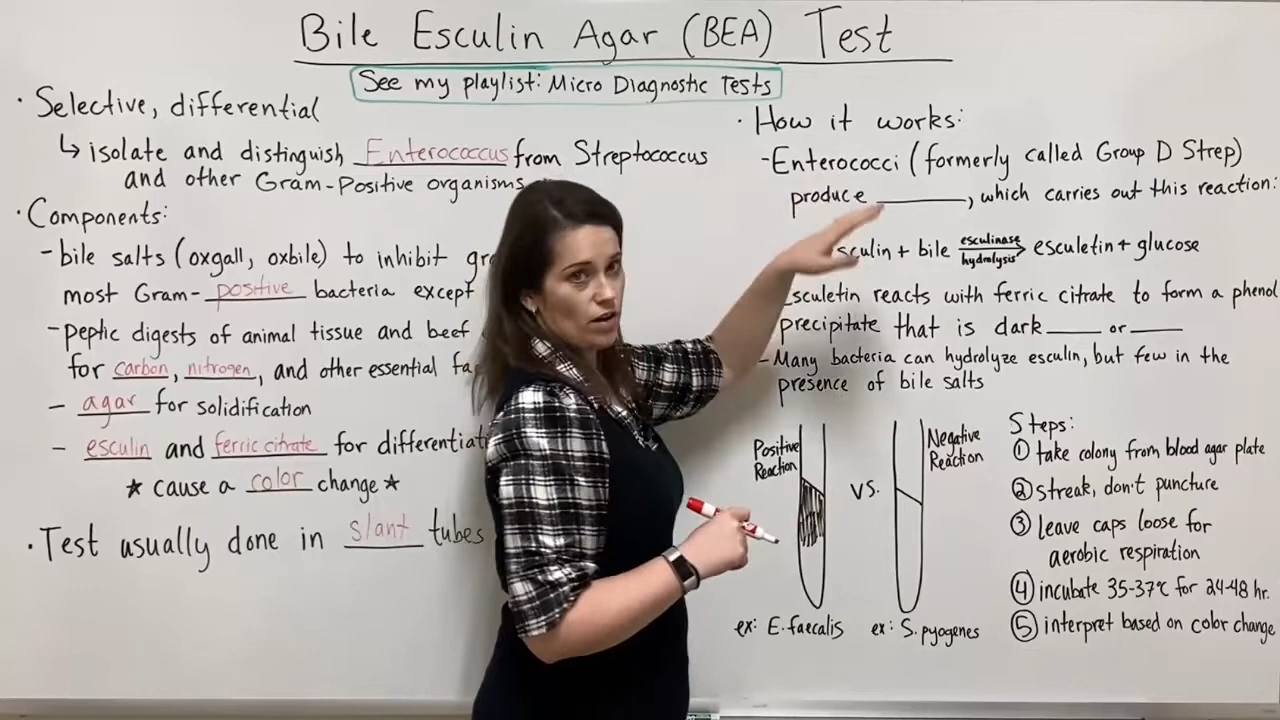 Bile Esculin Agar (BEA) Test
See my playlist: Micro Diagnostic Tests
· Selective, differential
↳ isolate and distinguish Enterococcus from Streptococcus
and other Gram-Positive organisms
· Components:
- bile salts (oxgall, oxbile) to inhibit
most Gram-positive bacteria except
- peptic digests of animal tissue and beef
for carbon, nitrogen, and other essential
- agar for solidification
- esculin and ferric citrate for
* cause a color change *
· Test usually done in slant tubes
· How it works:
- Enterococci (formerly called Group D Strep)
produce ______, which carries out this reaction:
sculin + bile esculinase hydrolysis → esculetin + glucose
sculetin reacts with ferric citrate to form a phenol
precipitate that is dark ____ or ____
- Many bacteria can hydrolyze esculin, but few in the
presence of bile salts
Positive
Reaction
vs.
Negative
Reaction
ex: E. faecalis
ex: S. pyogenes
Steps:
① take colony from blood agar plate
② streak, don't puncture
③ leave caps loose for
aerobic respiration
④ incubate 35-37°C for 24-48 hr.
⑤ interpret based on color change